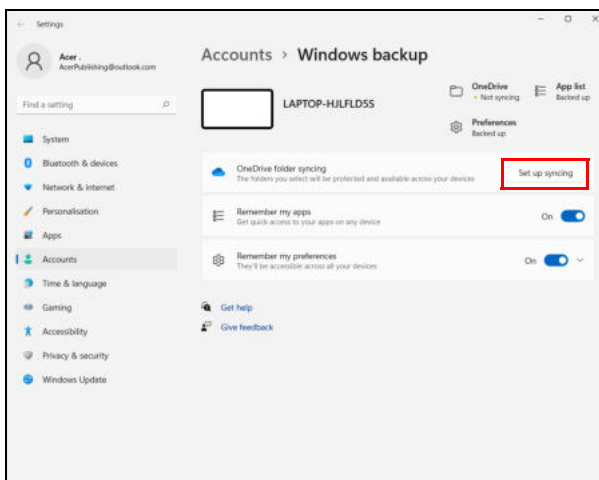 Settings
Acer .
AcerPublishing@outlook.com
Find a setting
System
Bluetooth & devices
Network & internet
Personalisation
Apps
Accounts
Time & language
Gaming
Accessibility
Privacy & security
Windows Update
Accounts > Windows backup
LAPTOP-HJLFLDSS
OneDrive
• Not syncing
App list
Backed up
Preferences
Backed up
OneDrive folder syncing
The folders you select will be protected and available across your devices
Set up syncing
Remember my apps
Get quick access to your apps on any device
On
Remember my preferences
They'll be accessible across all your devices
On
Get help
Give feedback